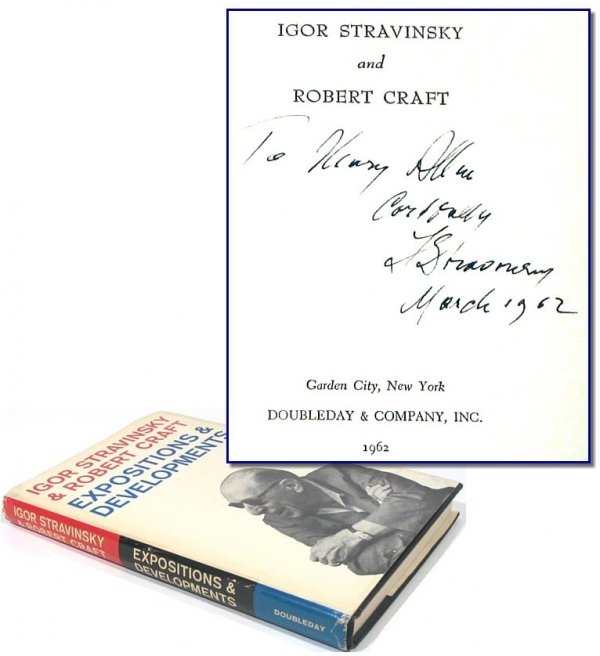 IGOR STRAVINSKY
and
ROBERT CRAFT
To Henry
Cordially
I Stravinsky
March 1962
Garden City, New York
DOUBLEDAY & COMPANY, INC.
1962
IGOR STRAVINSKY
& ROBERT CRAFT
EXPOSITIONS &
DEVELOPMENTS
IGOR STRAVINSKY
& ROBERT CRAFT
EXPOSITIONS &
DEVELOPMENTS
DOUBLEDAY